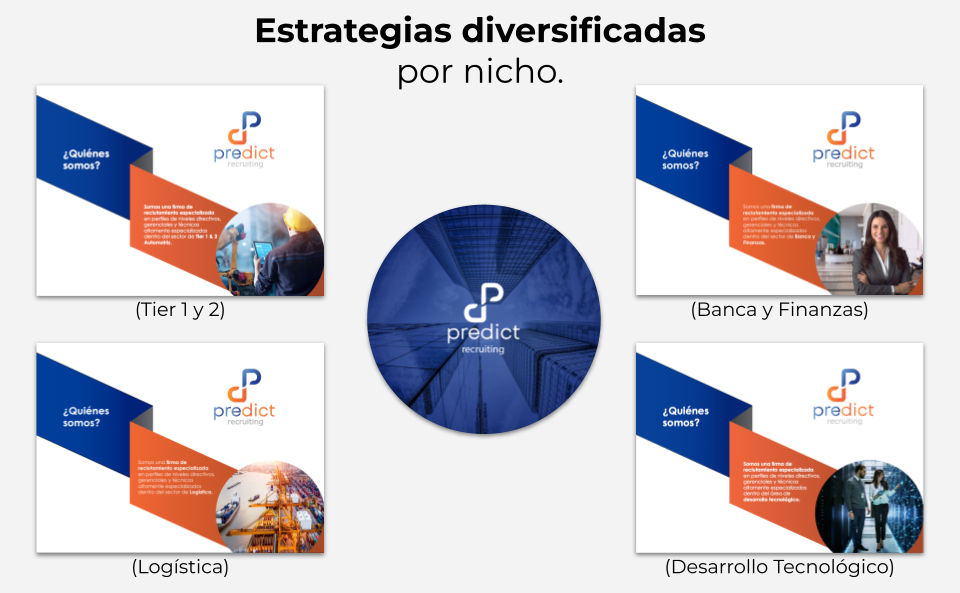 Estrategias diversificadas
por nicho.
predict
recruiting
¿Quiénes
somos?
Somos una firma de
reclutamiento especializada
en perfiles de niveles directivos,
gerenciales y técnicos
altamente especializados
dentro del sector de Tier 1 & 2
Automotriz.
(Tier 1 y 2)
predict
recruiting
¿Quiénes
somos?
Somos una firma de
reclutamiento especializada
en perfiles de niveles directivos,
gerenciales y técnicos
altamente especializados
dentro del sector de Banca y
Finanzas.
(Banca y Finanzas)
predict
recruiting
predict
recruiting
¿Quiénes
somos?
Somos una firma de
reclutamiento especializada
en perfiles de niveles directivos,
gerenciales y técnicos
altamente especializados
dentro del sector de Logística.
(Logística)
predict
recruiting
¿Quiénes
somos?
Somos una firma de
reclutamiento especializada
en perfiles de niveles directivos,
gerenciales y técnicos
altamente especializados
dentro del área de
desarrollo tecnológico.
(Desarrollo Tecnológico)